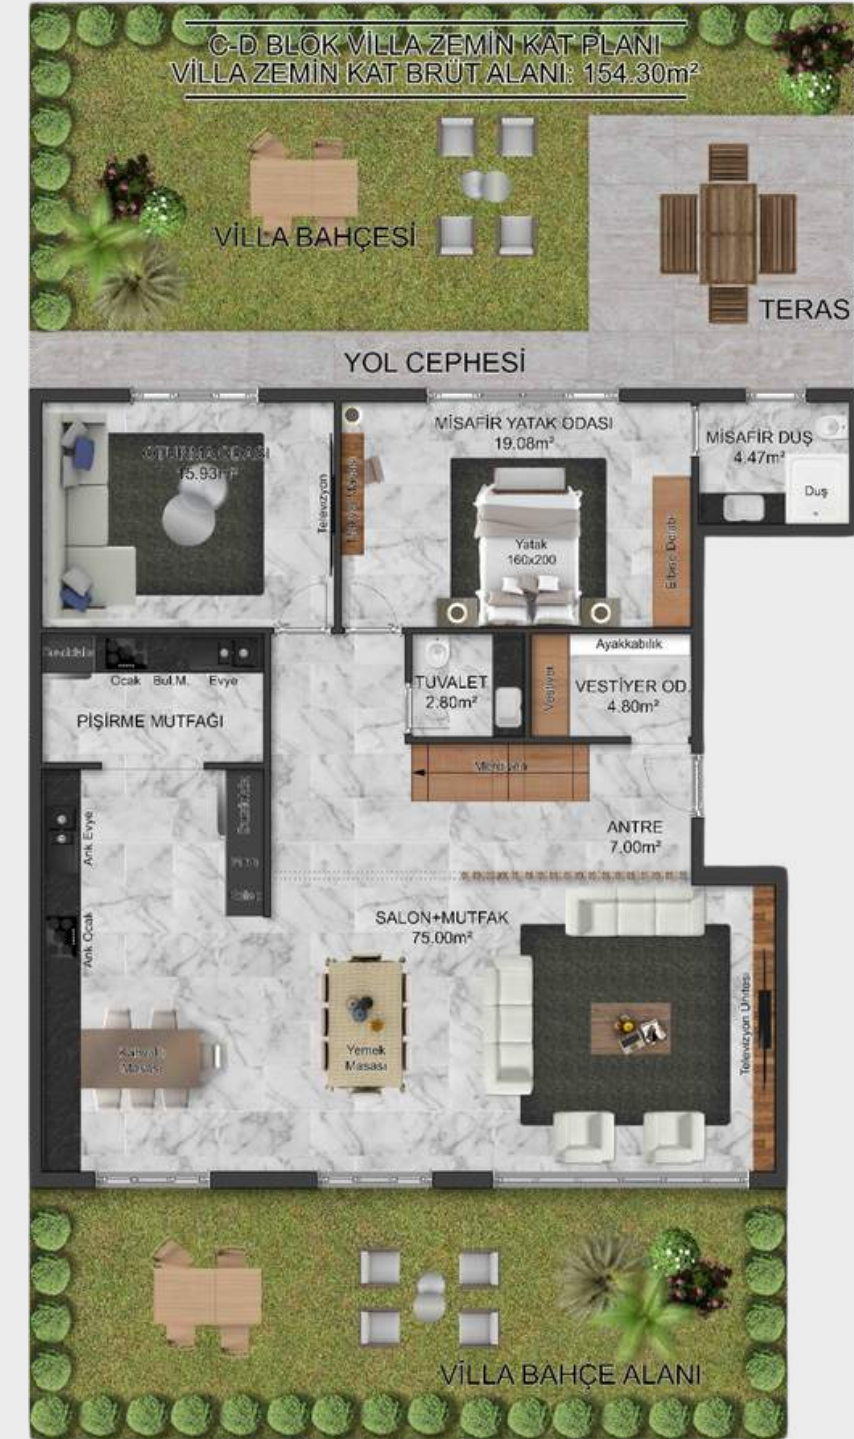 C-D BLOK VİLLA ZEMİN KAT PLANI
VİLLA ZEMİN KAT BRÜT ALANI: 154.30m²
VİLLA BAHÇESİ
TERAS
YOL CEPHESİ
OTURMA ODASI
15.93m²
Televizyon
MİSAFİR YATAK ODASI
19.08m²
Yatak
160x200
Elbise Dolabı
MİSAFİR DUŞ
4.47m²
Duş
Ocak Bul.M. Evye
PİŞİRME MUTFAĞI
TUVALET
2.80m²
Vestiyer
Ayakkabılık
VESTİYER OD.
4.80m²
Merdiven
ANTRE
7.00m²
Ank Evye
Ank Ocak
SALON+MUTFAK
75.00m²
Kahvaltı
Masası
Yemek
Masası
Televizyon Ünitesi
VİLLA BAHÇE ALANI